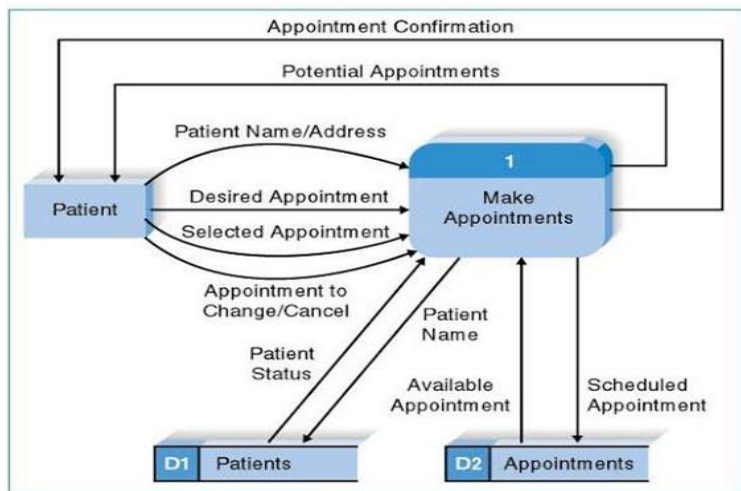 Appointment Confirmation
Potential Appointments
Patient Name/Address
1
Patient
Desired Appointment
Make
Appointments
Selected Appointment
Appointment to
Change/Cancel
Patient
Name
Patient
Status
Available
Appointment
Scheduled
Appointment
D1 Patients
D2 Appointments